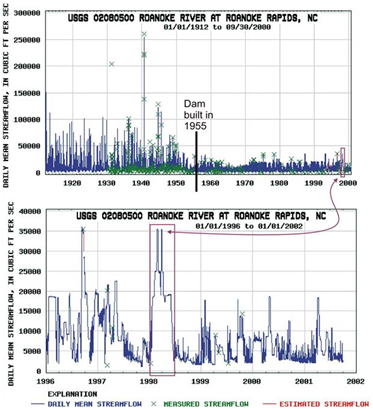 USGS 02080500 ROANOKE RIVER AT ROANOKE RAPIDS, NC
01/01/1912 to 09/30/2000
DAILY MEAN STREAMFLOW, IN CUBIC FT PER SEC
300000
250000
200000
150000
100000
50000
0
Dam
built in
1955
1920 1930 1940 1950 1960 1970 1980 1990 2000
USGS 02080500 ROANOKE RIVER AT ROANOKE RAPIDS, NC
01/01/1996 to 01/01/2002
DAILY MEAN STREAMFLOW, IN CUBIC FT PER SEC
40000
35000
30000
25000
20000
15000
10000
5000
0
1996 1997 1998 1999 2000 2001 2002
EXPLANATION
DAILY MEAN STREAMFLOW × MEASURED STREAMFLOW ESTIMATED STREAMFLOW